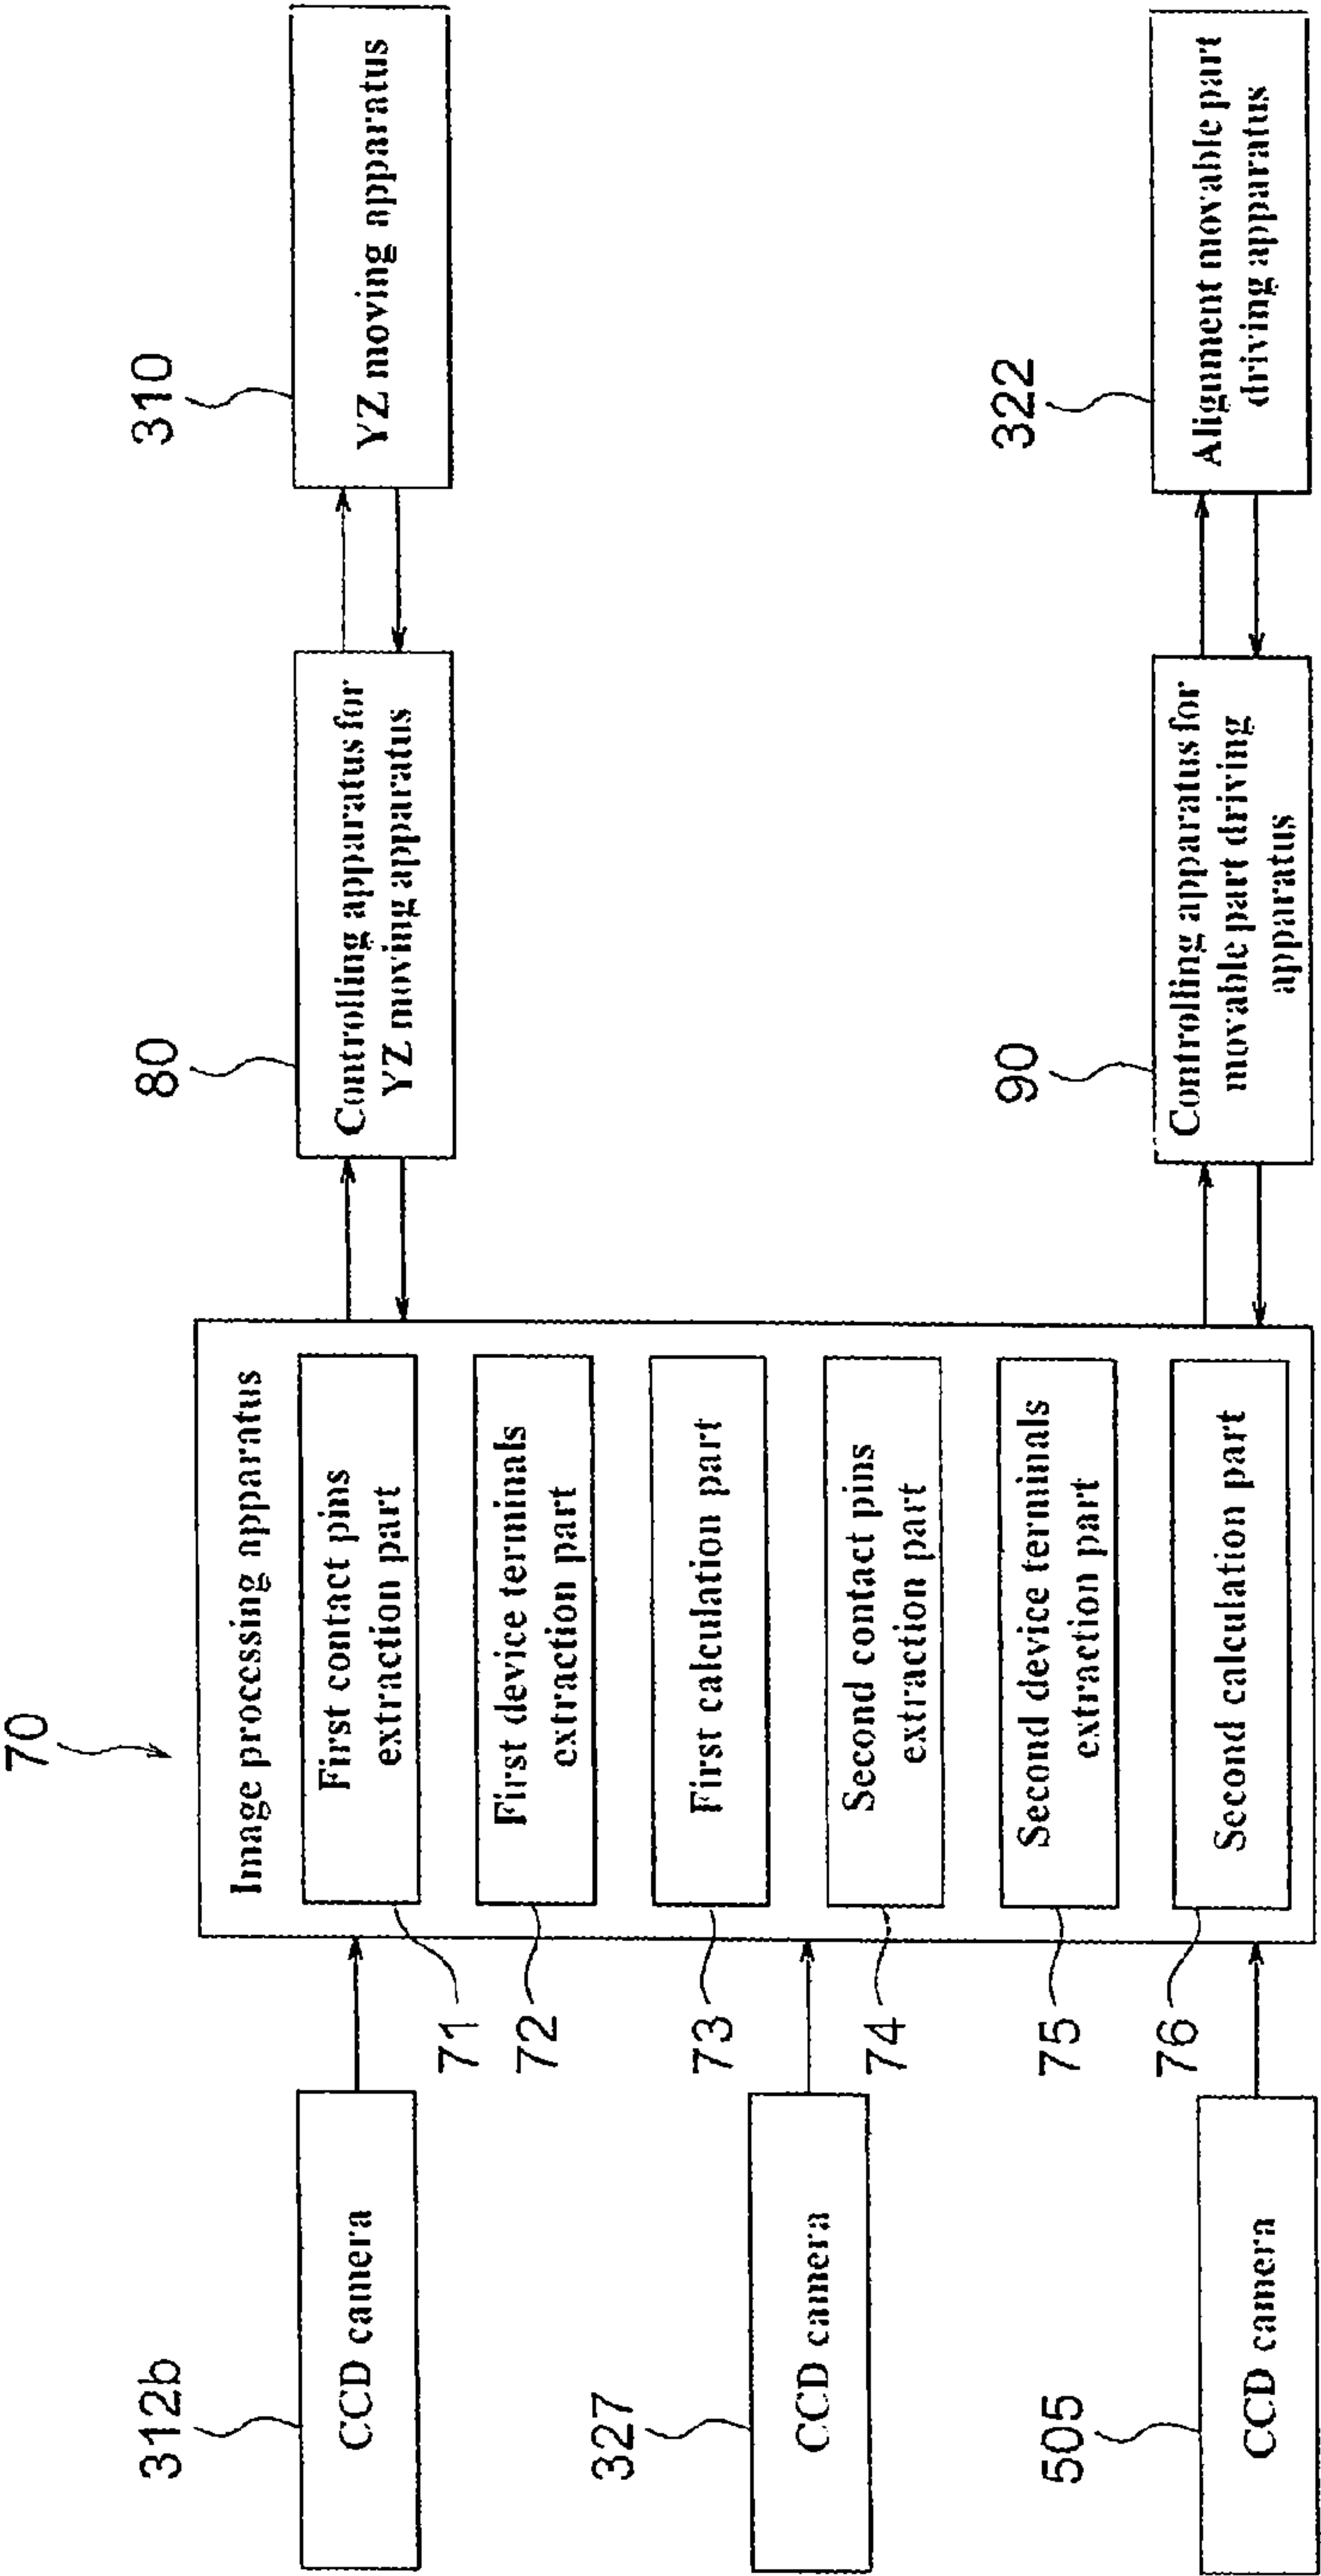 70
Image processing apparatus
312b
CCD camera
327
CCD camera
505
CCD camera
71
First contact pins
extraction part
72
First device terminals
extraction part
73
First calculation part
74
Second contact pins
extraction part
75
Second device terminals
extraction part
76
Second calculation part
80
Controlling apparatus for
YZ moving apparatus
310
YZ moving apparatus
90
Controlling apparatus for
movable part driving
apparatus
322
Alignment movable part
driving apparatus